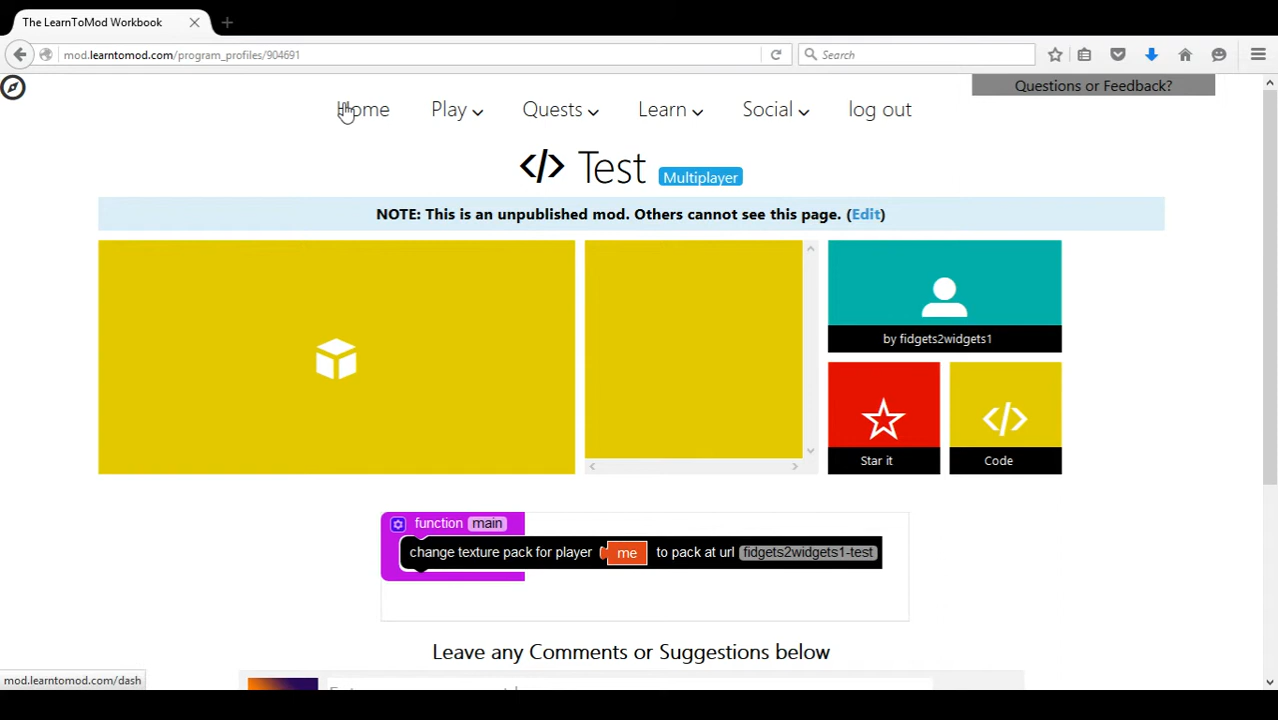 The LearnToMod Workbook
mod.learntomod.com/program_profiles/904691
Search
Questions or Feedback?
Home Play Quests Learn Social log out
</> Test Multiplayer
NOTE: This is an unpublished mod. Others cannot see this page. (Edit)
by fidgets2widgets1
</>
Star it
Code
function main
change texture pack for player me to pack at url fidgets2widgets1-test
Leave any Comments or Suggestions below
mod.learntomod.com/dash